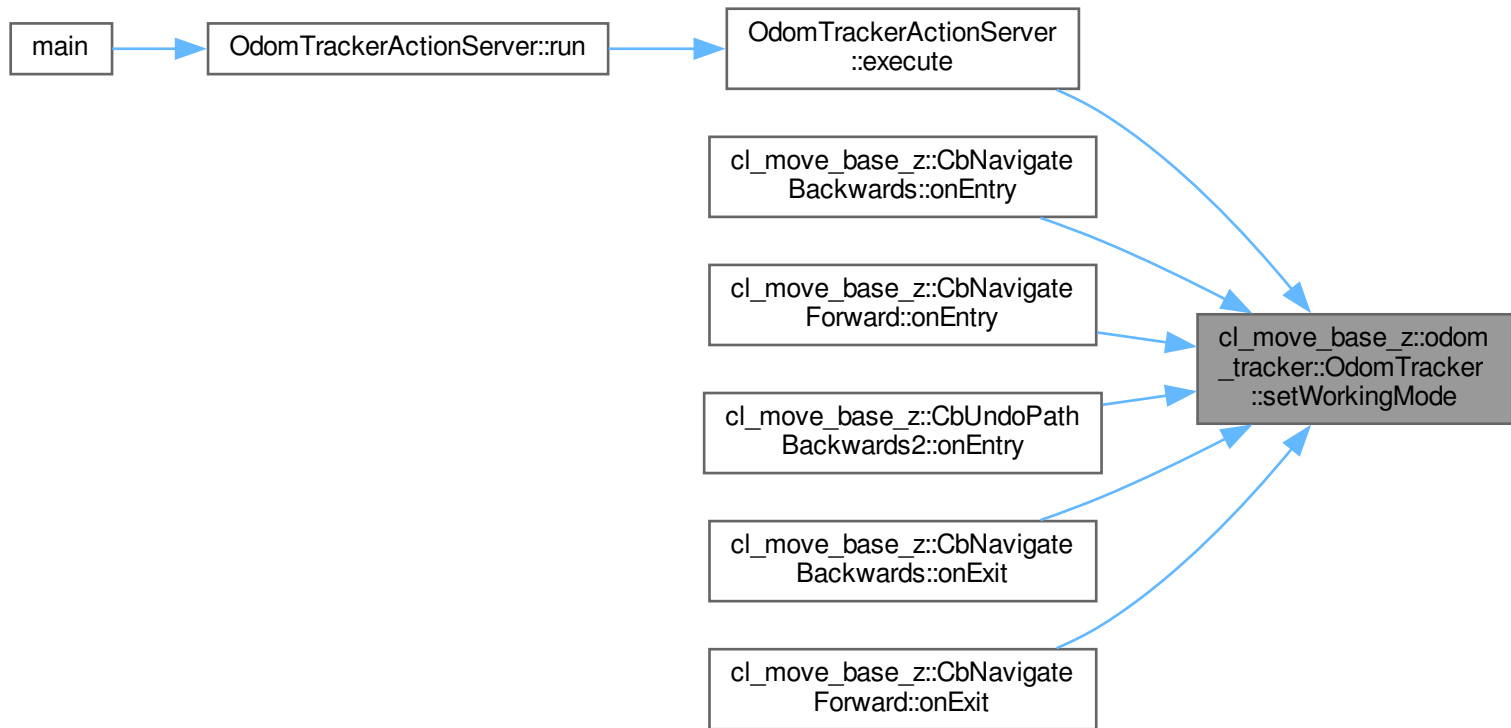 main
OdomTrackerActionServer::run
OdomTrackerActionServer
::execute
cl_move_base_z::CbNavigate
Backwards::onEntry
cl_move_base_z::CbNavigate
Forward::onEntry
cl_move_base_z::odom
_tracker::OdomTracker
::setWorkingMode
cl_move_base_z::CbUndoPath
Backwards2::onEntry
cl_move_base_z::CbNavigate
Backwards::onExit
cl_move_base_z::CbNavigate
Forward::onExit